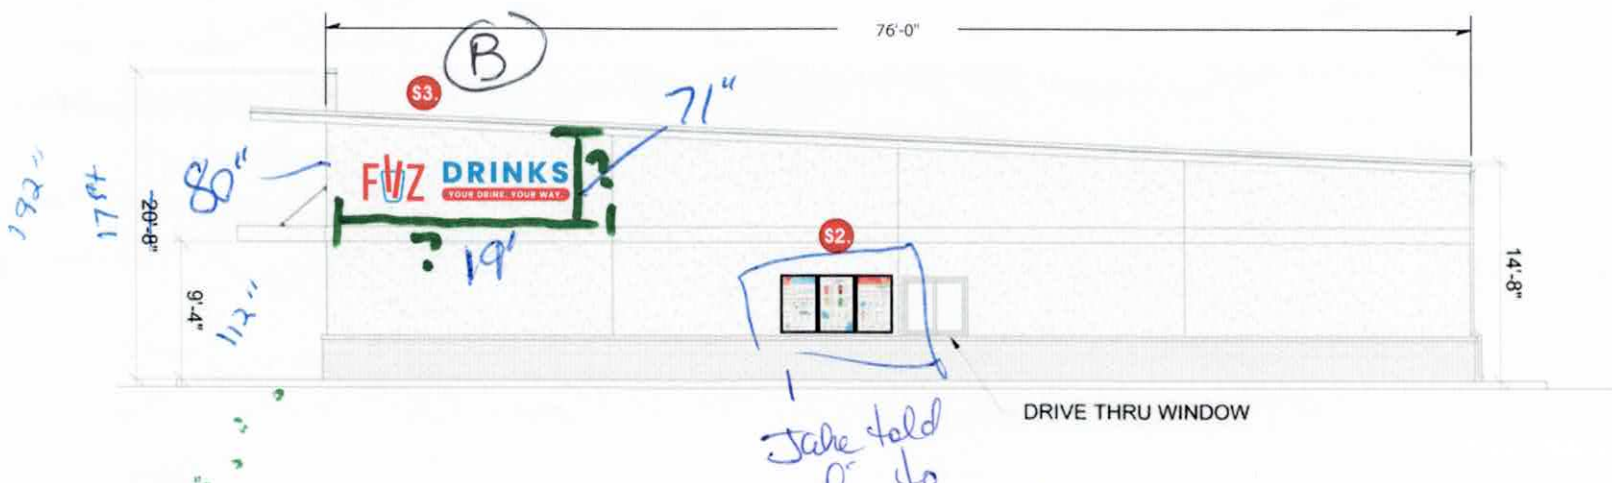 76'-0"
B
S3.
71"
80"
192"
17ft
20'-8"
FIZZ DRINKS
YOUR DRINK. YOUR WAY.
?
?
19'
S2.
9'-4"
112"
14'-8"
DRIVE THRU WINDOW
Jake told